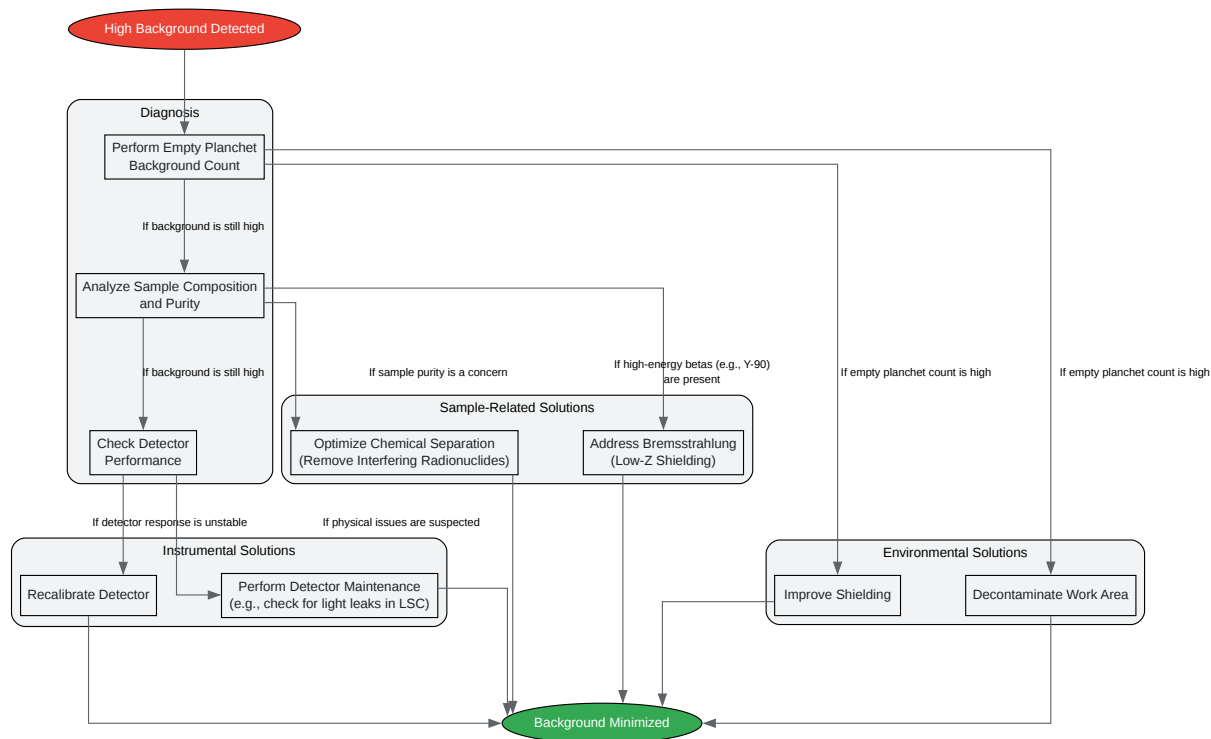 High Background Detected
Diagnosis
Perform Empty Planchet
Background Count
If background is still high
Analyze Sample Composition
and Purity
If background is still high
If sample purity is a concern
If high-energy betas (e.g., Y-90)
are present
If empty planchet count is high
If empty planchet count is high
Sample-Related Solutions
Check Detector
Performance
Optimize Chemical Separation
(Remove Interfering Radionuclides)
Address Bremsstrahlung
(Low-Z Shielding)
If detector response is unstable
If physical issues are suspected
Instrumental Solutions
Environmental Solutions
Recalibrate Detector
Perform Detector Maintenance
(e.g., check for light leaks in LSC)
Improve Shielding
Decontaminate Work Area
Background Minimized